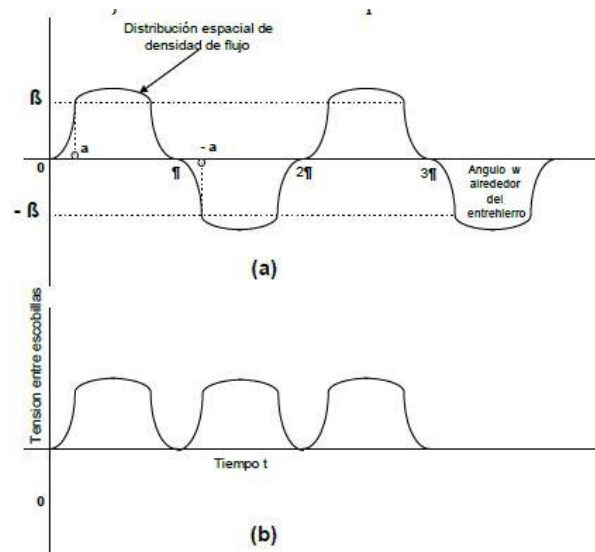 Distribución espacial de
densidad de flujo
ß
a
- a
0
¶
2¶
3¶
Angulo w
alrededor
del
entrehierro
- ß
(a)
Tension entre escobillas
Tiempo t
0
(b)